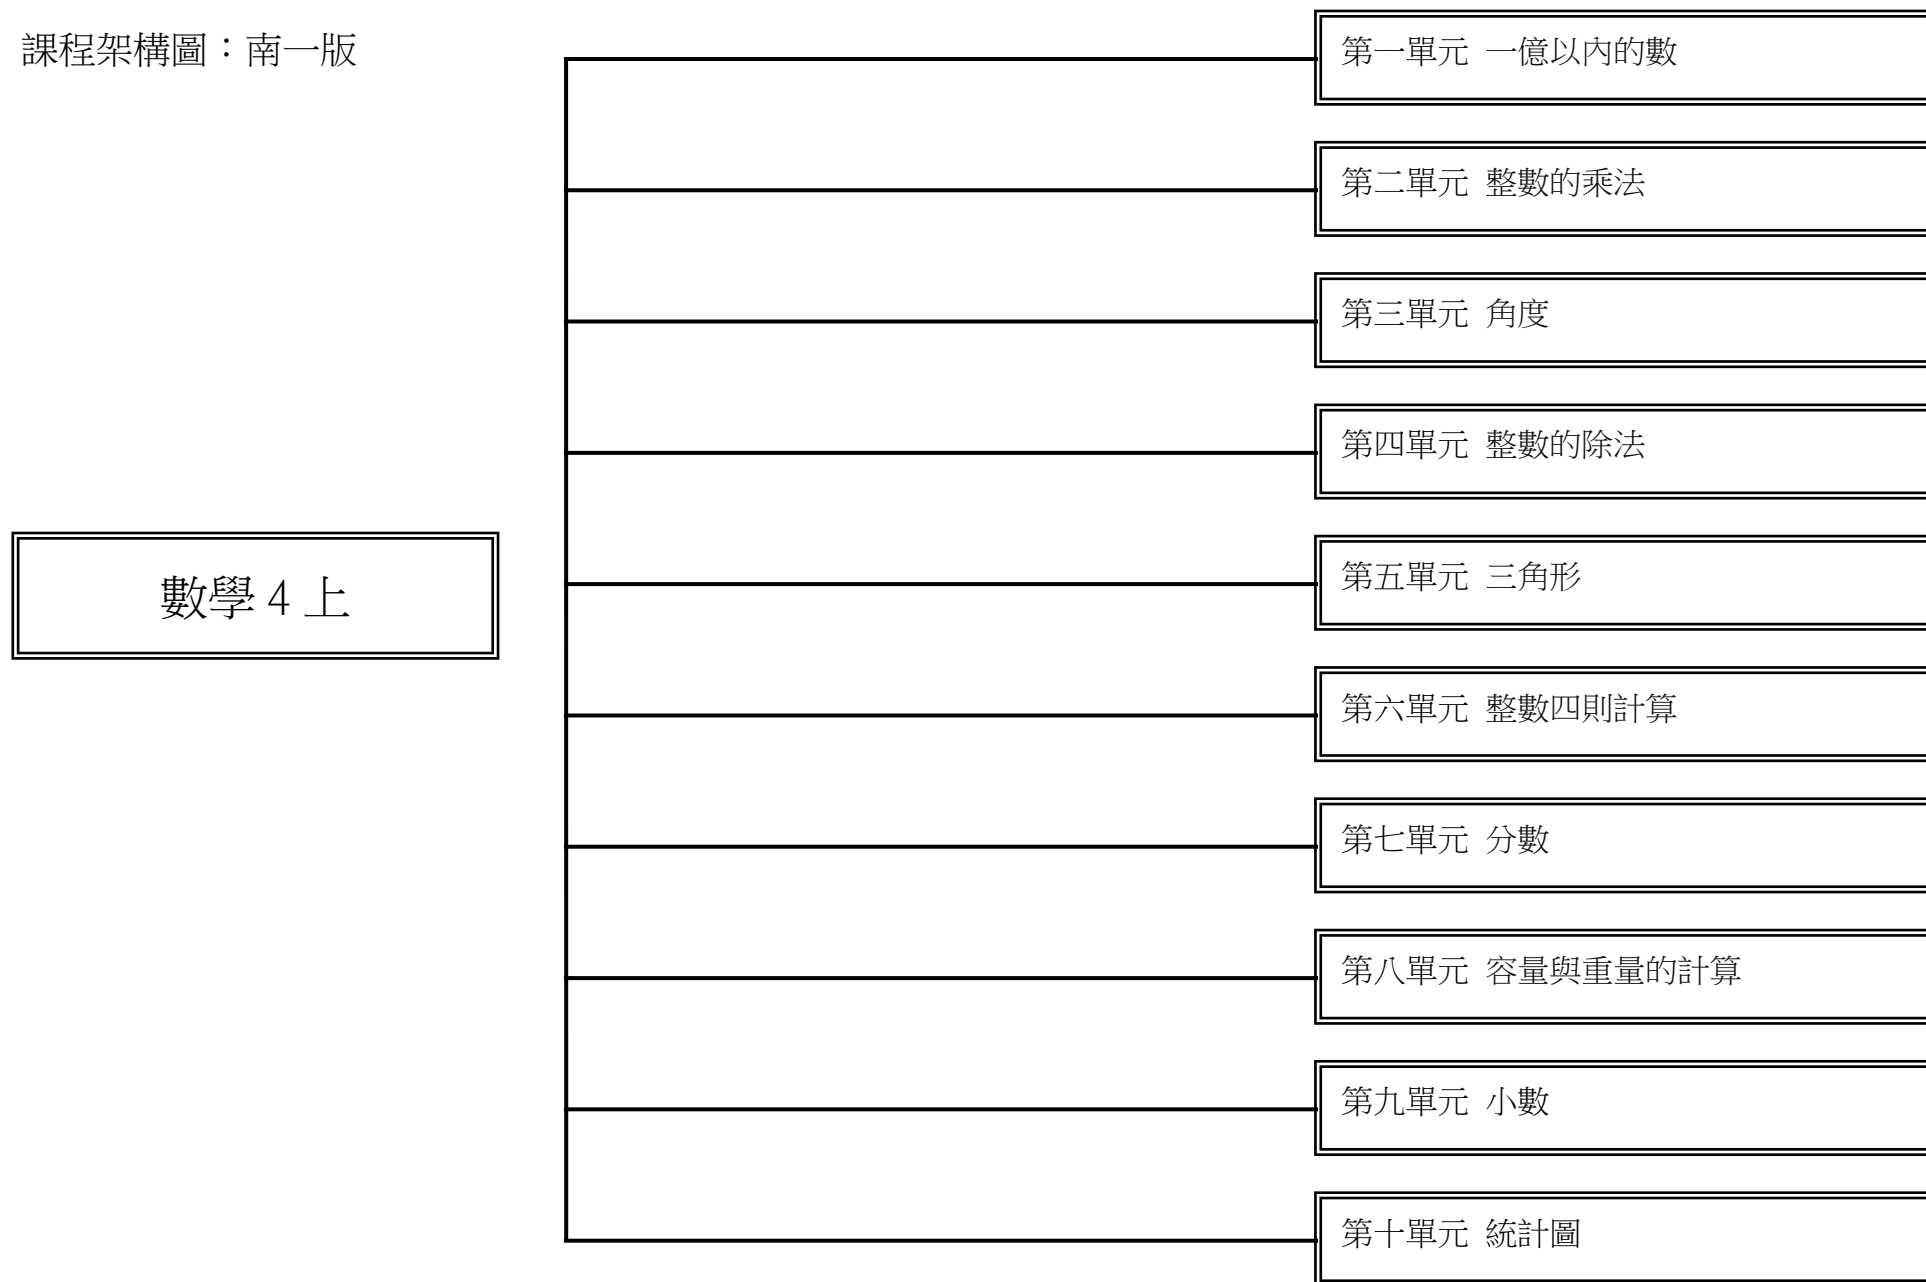 課程架構圖：南一版
第一單元 一億以內的數
第二單元 整數的乘法
第三單元 角度
第四單元 整數的除法
第五單元 三角形
數學 4 上
第六單元 整數四則計算
第七單元 分數
第八單元 容量與重量的計算
第九單元 小數
第十單元 統計圖